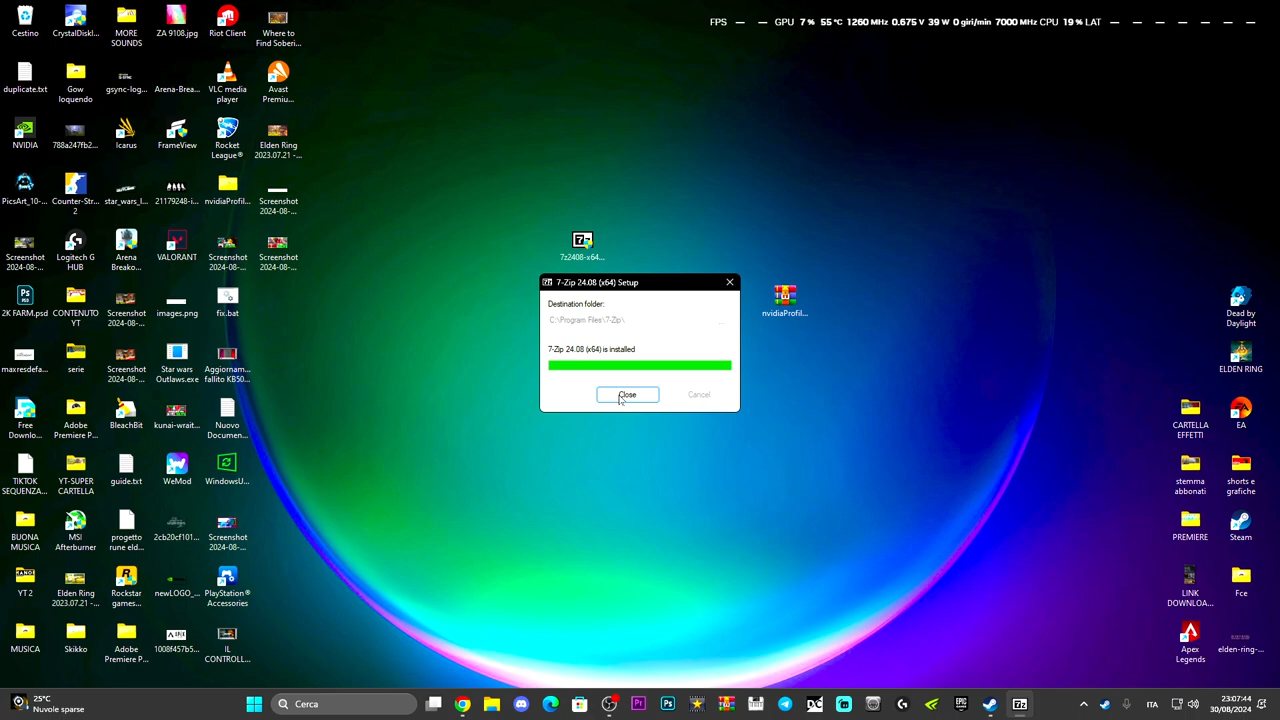 FPS — — GPU 7 % 55 °C 1260 MHz 0.675 V 39 W 0 giri/min 7000 MHz CPU 19 % LAT — — — — — — —
Cestino
CrystalDiskI...
MORE SOUNDS
ZA 9108.jpg
Riot Client
Where to Find Soberi...
duplicate.txt
Gow loquendo
gsync-log...
Arena-Brea...
VLC media player
Avast Premiu...
NVIDIA
788a247fb2...
Icarus
FrameView
Rocket League®
Elden Ring 2023.07.21 -...
PicsArt_10-...
Counter-Str... 2
star_wars_l...
21179248-i...
nvidiaProfil...
Screenshot 2024-08-...
Screenshot 2024-08-...
Logitech G HUB
Arena Breako...
VALORANT
Screenshot 2024-08-...
Screenshot 2024-08-...
2K FARM.psd
CONTENUTO YT
Screenshot 2024-08-...
images.png
fix.bat
maxresdefa...
serie
Screenshot 2024-08-...
Star wars Outlaws.exe
Aggiornam... fallito KB50...
Free Downlo...
Adobe Premiere P...
BleachBit
kunai-wrait...
Nuovo Documen...
TIKTOK SEQUENZA...
YT-SUPER CARTELLA
guide.txt
WeMod
WindowsU...
BUONA MUSICA
MSI Afterburner
progetto rune eld...
2cb20cf101...
Screenshot 2024-08-...
YT 2
Elden Ring 2023.07.21 -...
Rockstar games...
newLOGO_...
PlayStation® Accessories
MUSICA
Skikko
Adobe Premiere P...
1008f457b5...
IL CONTROLL...
7z2408-x64...
7-Zip 24.08 (x64) Setup
Destination folder:
C:\Program Files\7-Zip\
...
7-Zip 24.08 (x64) is installed
Close
Cancel
nvidiaProfil...
Dead by Daylight
ELDEN RING
CARTELLA EFFETTI
EA
stemma abbonati
shorts e grafiche
PREMIERE
Steam
LINK DOWNLOA...
Fce
Apex Legends
elden-ring-...
25°C
Nuvole sparse
Cerca
ITA
23:07:44
30/08/2024